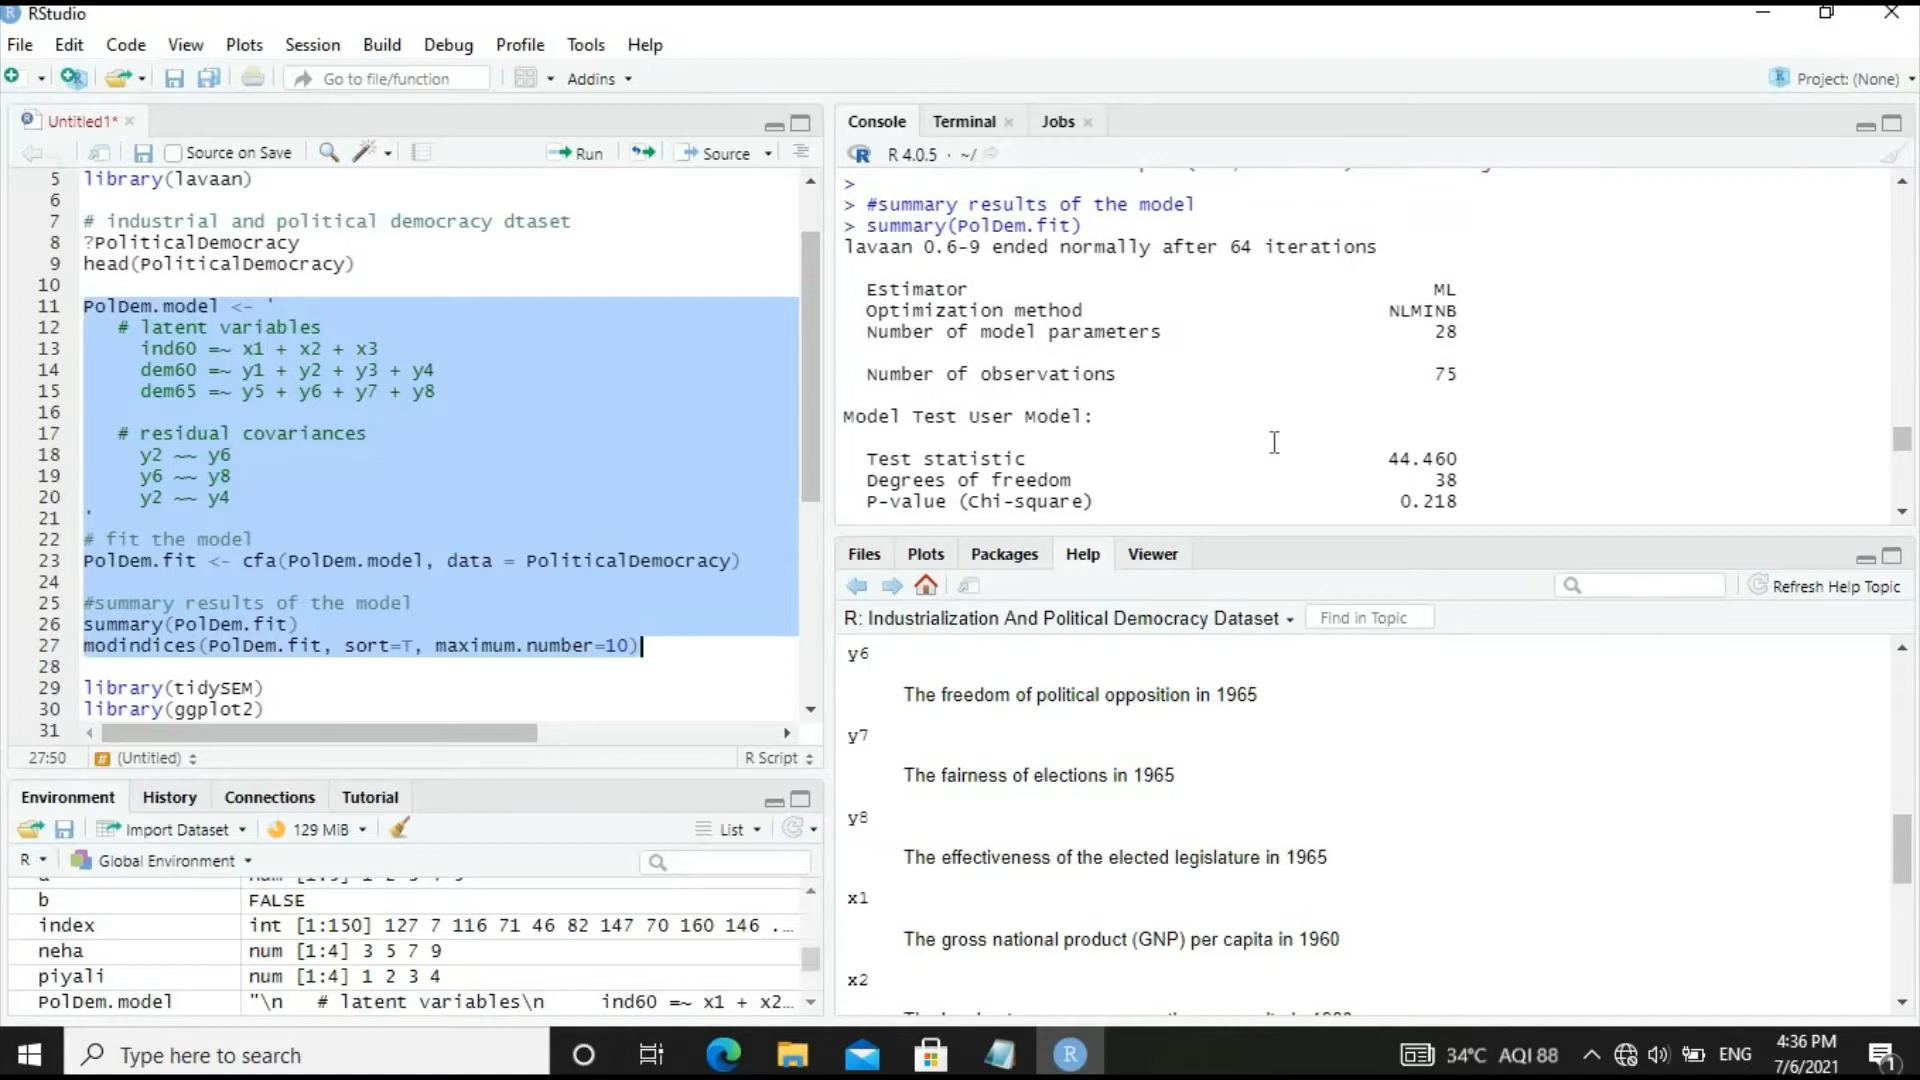 RStudio
File Edit Code View Plots Session Build Debug Profile Tools Help
Go to file/function Addins Project: (None)
Untitled1*
Source on Save Run Source
5 library(lavaan)
6
7 # industrial and political democracy dtaset
8 ?PoliticalDemocracy
9 head(PoliticalDemocracy)
10
11 PolDem.model <- '
12 # latent variables
13 ind60 =~ x1 + x2 + x3
14 dem60 =~ y1 + y2 + y3 + y4
15 dem65 =~ y5 + y6 + y7 + y8
16
17 # residual covariances
18 y2 ~~ y6
19 y6 ~~ y8
20 y2 ~~ y4
21 '
22 # fit the model
23 PolDem.fit <- cfa(PolDem.model, data = PoliticalDemocracy)
24
25 #summary results of the model
26 summary(PolDem.fit)
27 modindices(PolDem.fit, sort=T, maximum.number=10)
28
29 library(tidySEM)
30 library(ggplot2)
31
27:50 (Untitled) R Script
Environment History Connections Tutorial
Import Dataset 129 MiB List
R Global Environment
b FALSE
index int [1:150] 127 7 116 71 46 82 147 70 160 146 ...
neha num [1:4] 3 5 7 9
piyali num [1:4] 1 2 3 4
PolDem.model "\n # latent variables\n ind60 =~ x1 + x2...
Console Terminal Jobs
R 4.0.5 · ~/
>
> #summary results of the model
> summary(PolDem.fit)
lavaan 0.6-9 ended normally after 64 iterations
Estimator ML
Optimization method NLMINB
Number of model parameters 28
Number of observations 75
Model Test User Model:
Test statistic 44.460
Degrees of freedom 38
P-value (Chi-square) 0.218
Files Plots Packages Help Viewer
Refresh Help Topic
R: Industrialization And Political Democracy Dataset Find in Topic
y6
The freedom of political opposition in 1965
y7
The fairness of elections in 1965
y8
The effectiveness of the elected legislature in 1965
x1
The gross national product (GNP) per capita in 1960
x2
Type here to search
34°C AQI 88 ENG
4:36 PM
7/6/2021
1